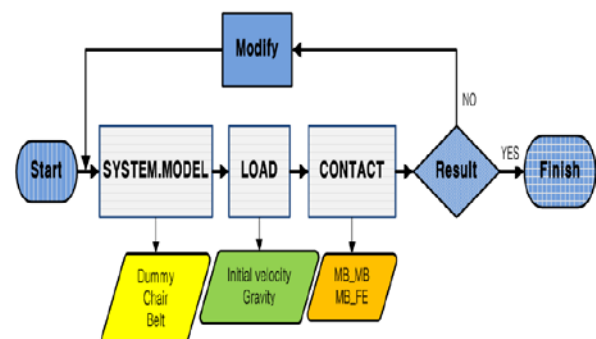 Modify
NO
Start
SYSTEM.MODEL
LOAD
CONTACT
Result
YES
Finish
Dummy
Chair
Belt
Initial velocity
Gravity
MB_MB
MB_FE